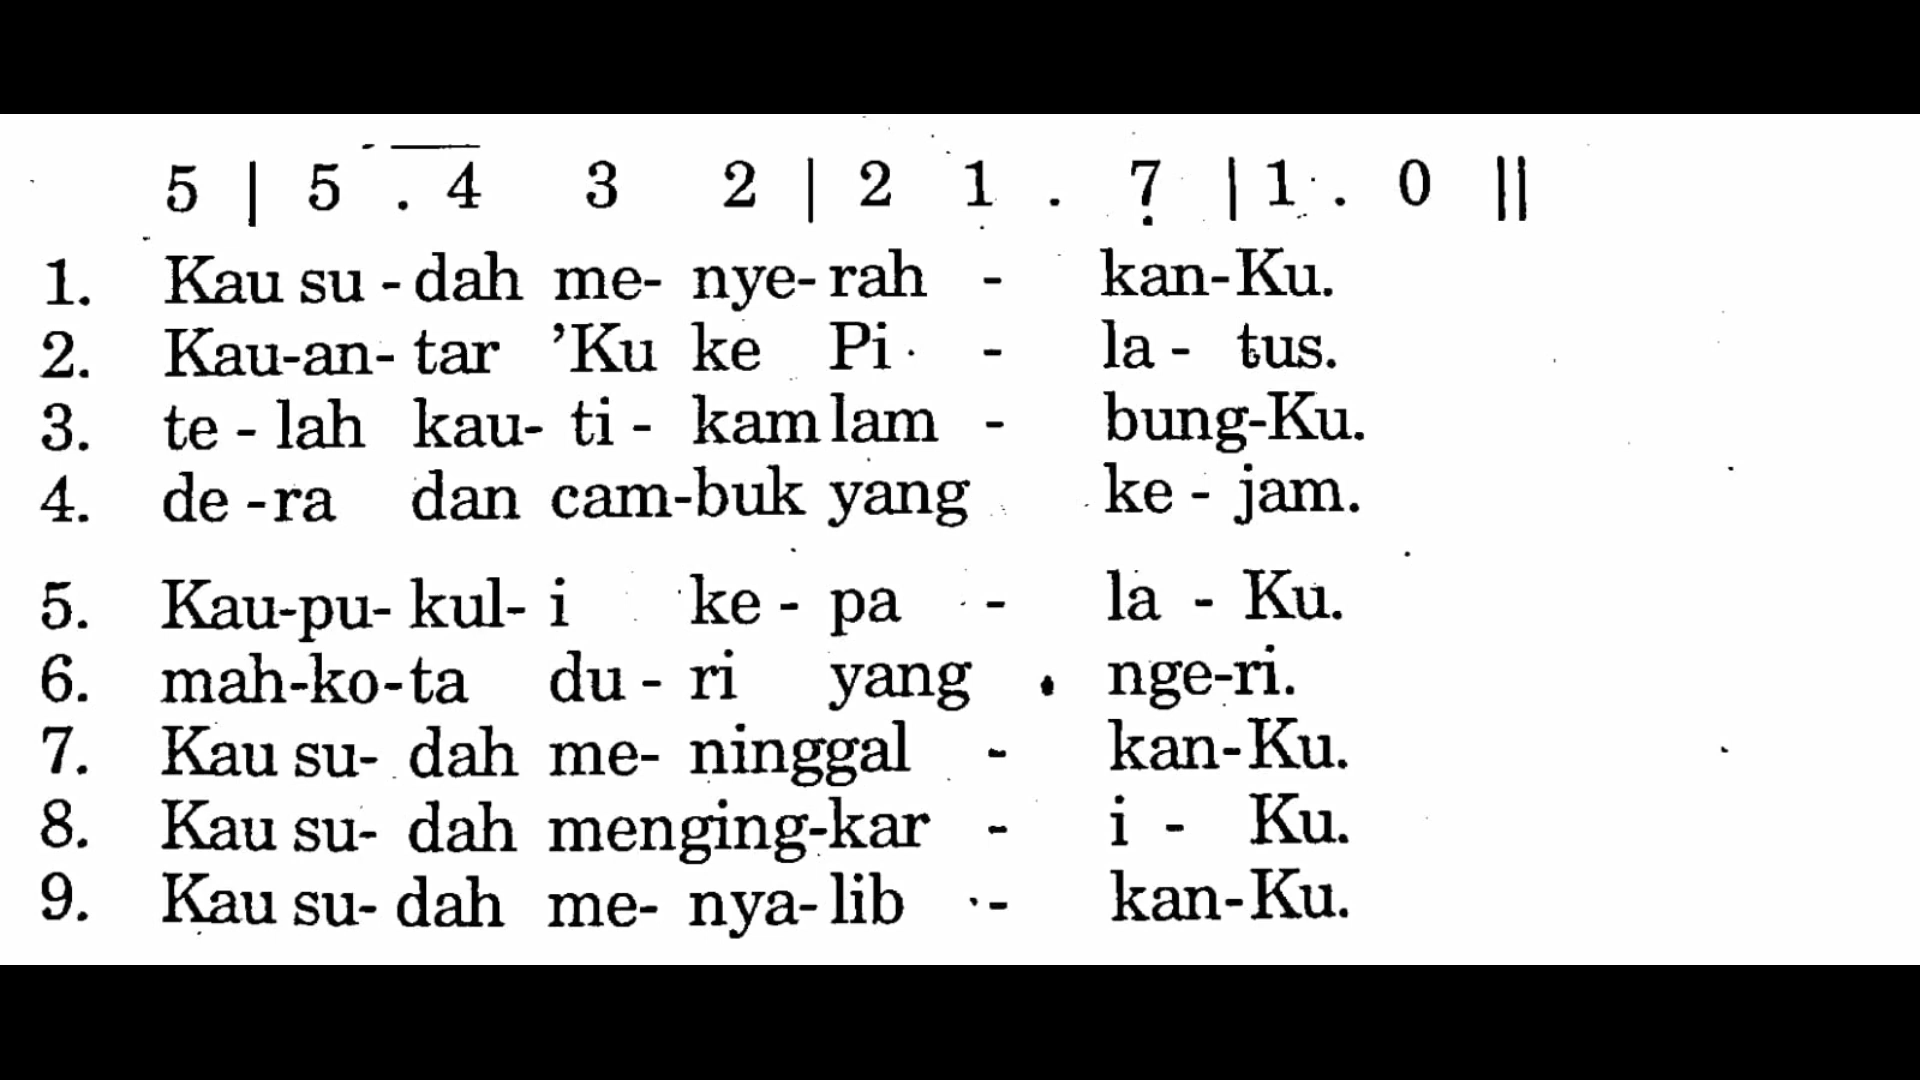 5 | 5 . 4 3 2 | 2 1 . 7 | 1 . 0 ||
1. Kau su - dah me- nye- rah - kan-Ku.
2. Kau-an- tar ’Ku ke Pi - la - tus.
3. te - lah kau- ti - kam lam - bung-Ku.
4. de -ra dan cam-buk yang ke - jam.
5. Kau-pu- kul- i ke - pa - la - Ku.
6. mah-ko-ta du - ri yang nge-ri.
7. Kau su- dah me- ninggal - kan-Ku.
8. Kau su- dah menging-kar - i - Ku.
9. Kau su- dah me- nya- lib - kan-Ku.